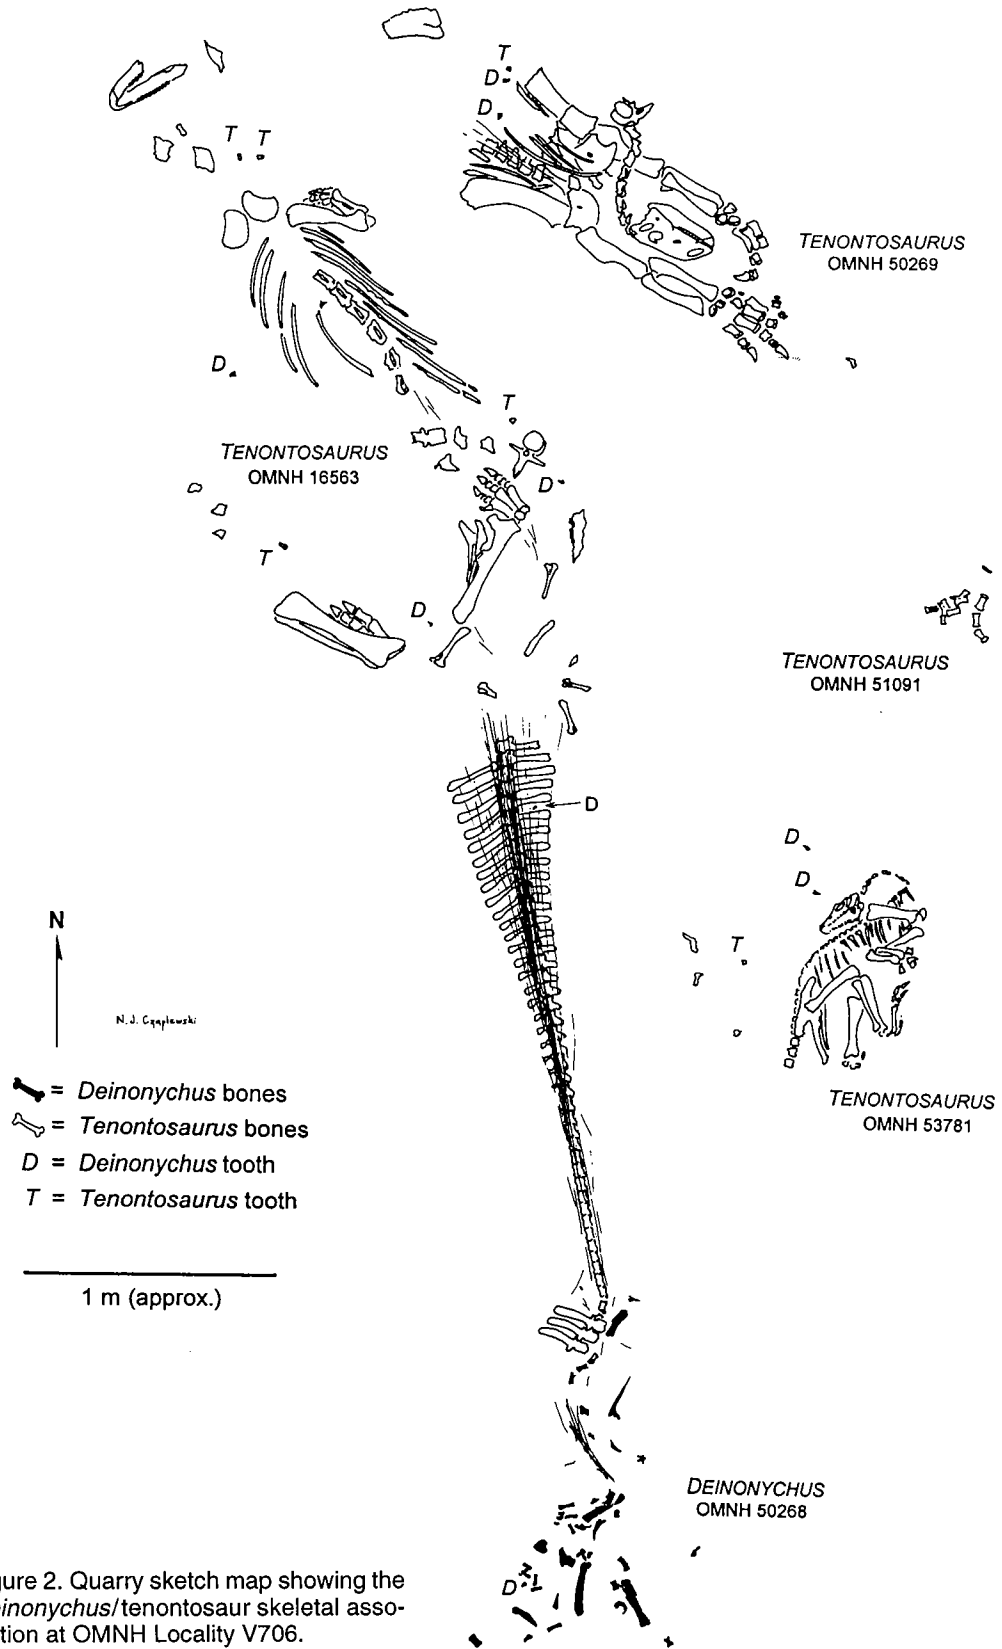 T
D
D
T T
TENONTOSAURUS
OMNH 50269
D
T
TENONTOSAURUS
OMNH 16563
D
T
D
TENONTOSAURUS
OMNH 51091
D
D
D
T
N
N. J. Czaplewski
TENONTOSAURUS
OMNH 53781
= Deinonychus bones
= Tenontosaurus bones
D = Deinonychus tooth
T = Tenontosaurus tooth
1 m (approx.)
DEINONYCHUS
OMNH 50268
D
gure 2. Quarry sketch map showing the
einonychus/tenontosaur skeletal asso-
tion at OMNH Locality V706.